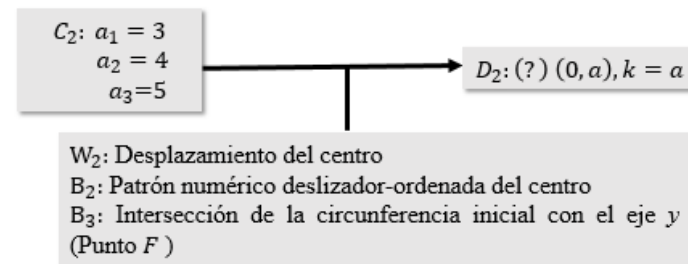 C₂: a₁ = 3
a₂ = 4
a₃=5
D₂: (?) (0, a), k = a
W₂: Desplazamiento del centro
B₂: Patrón numérico deslizador-ordenada del centro
B₃: Intersección de la circunferencia inicial con el eje y
(Punto F )